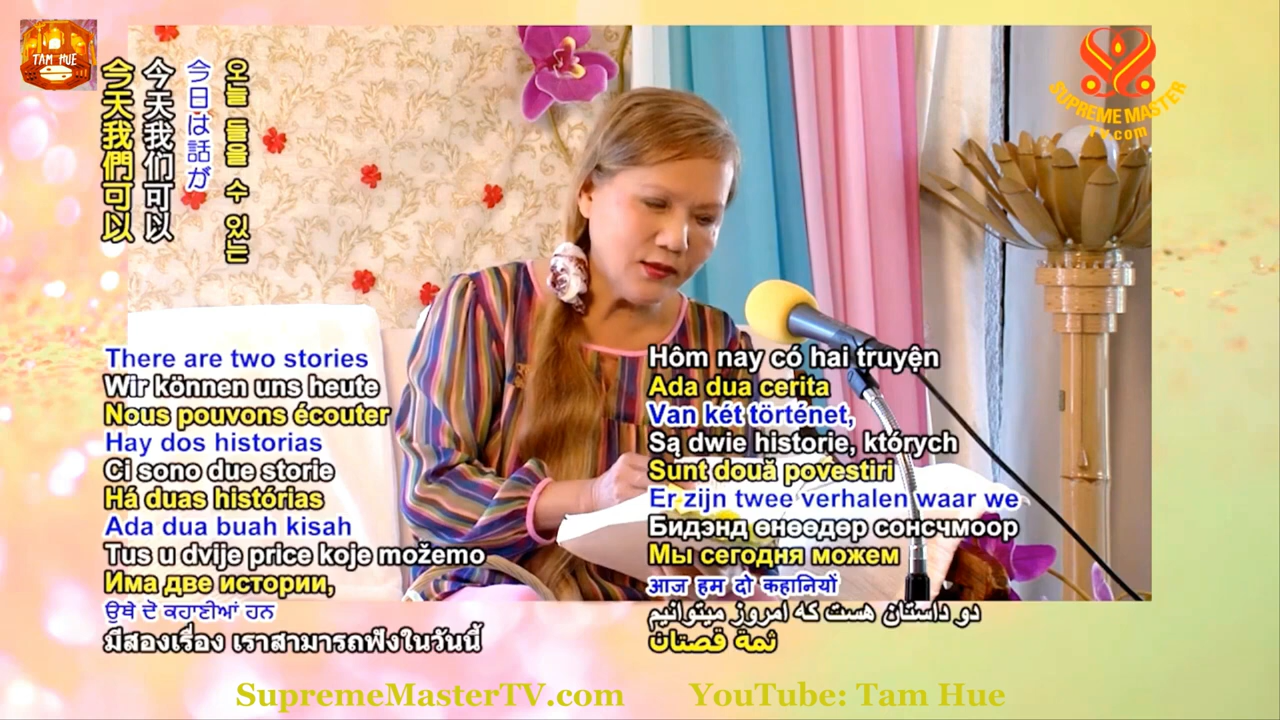 TAM HUE
今天我們可以
今天我们可以
今日は話が
오늘 들을 수 있는
SUPREME MASTER
TV.com
There are two stories
Wir können uns heute
Nous pouvons écouter
Hay dos historias
Ci sono due storie
Há duas histórias
Ada dua buah kisah
Tus u dvije price koje možemo
Има две истории,
ਉਥੇ ਦੋ ਕਹਾਣੀਆਂ ਹਨ
มีสองเรื่อง เราสามารถฟังในวันนี้
Hôm nay có hai truyện
Ada dua cerita
Van két történet,
Są dwie historie, których
Sunt două povestiri
Er zijn twee verhalen waar we
Бидэнд өнөөдөр сонсчмоор
Мы сегодня можем
आज हम दो कहानियों
دو داستان هست که امروز میتوانیم
ثمة قصتان
SupremeMasterTV.com
YouTube: Tam Hue